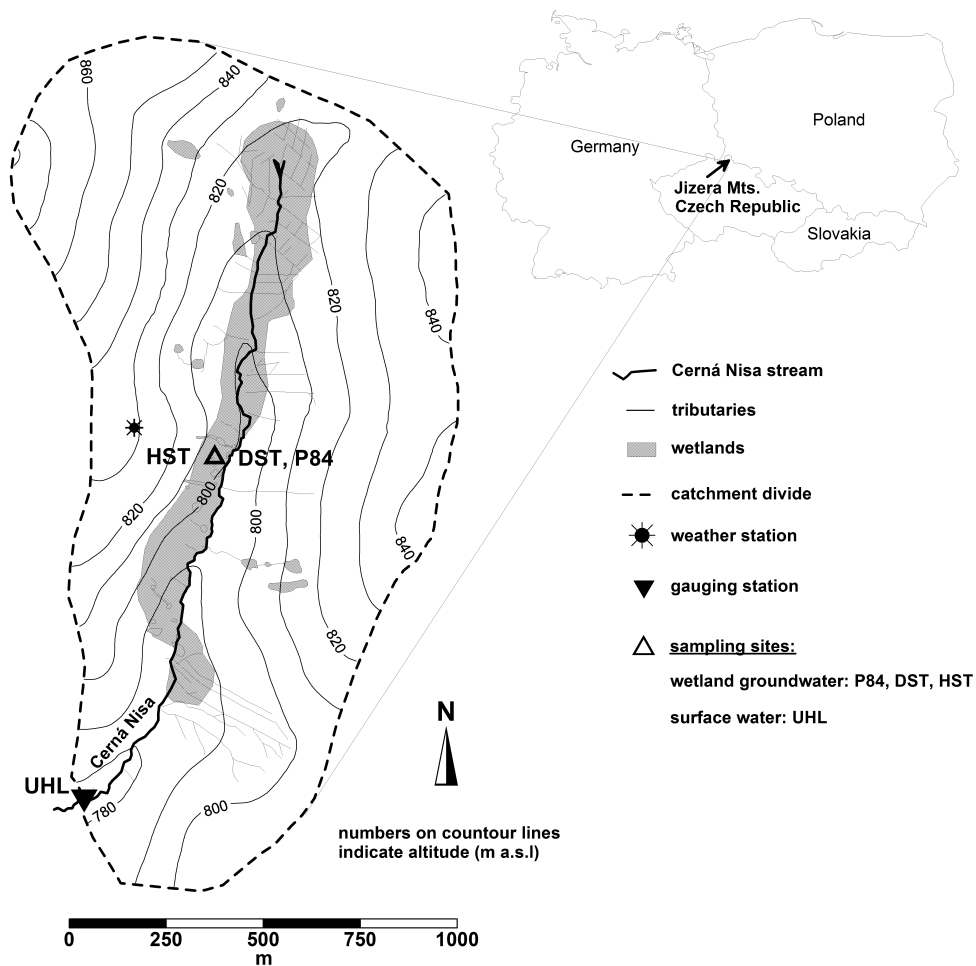 860
840
820
820
840
HST
DST, P84
800
820
800
840
820
Cerná Nisa
UHL
780
800
N
numbers on countour lines
indicate altitude (m a.s.l)
0 250 500 750 1000
m
Germany
Poland
Jizera Mts.
Czech Republic
Slovakia
Cerná Nisa stream
tributaries
wetlands
catchment divide
weather station
gauging station
sampling sites:
wetland groundwater: P84, DST, HST
surface water: UHL